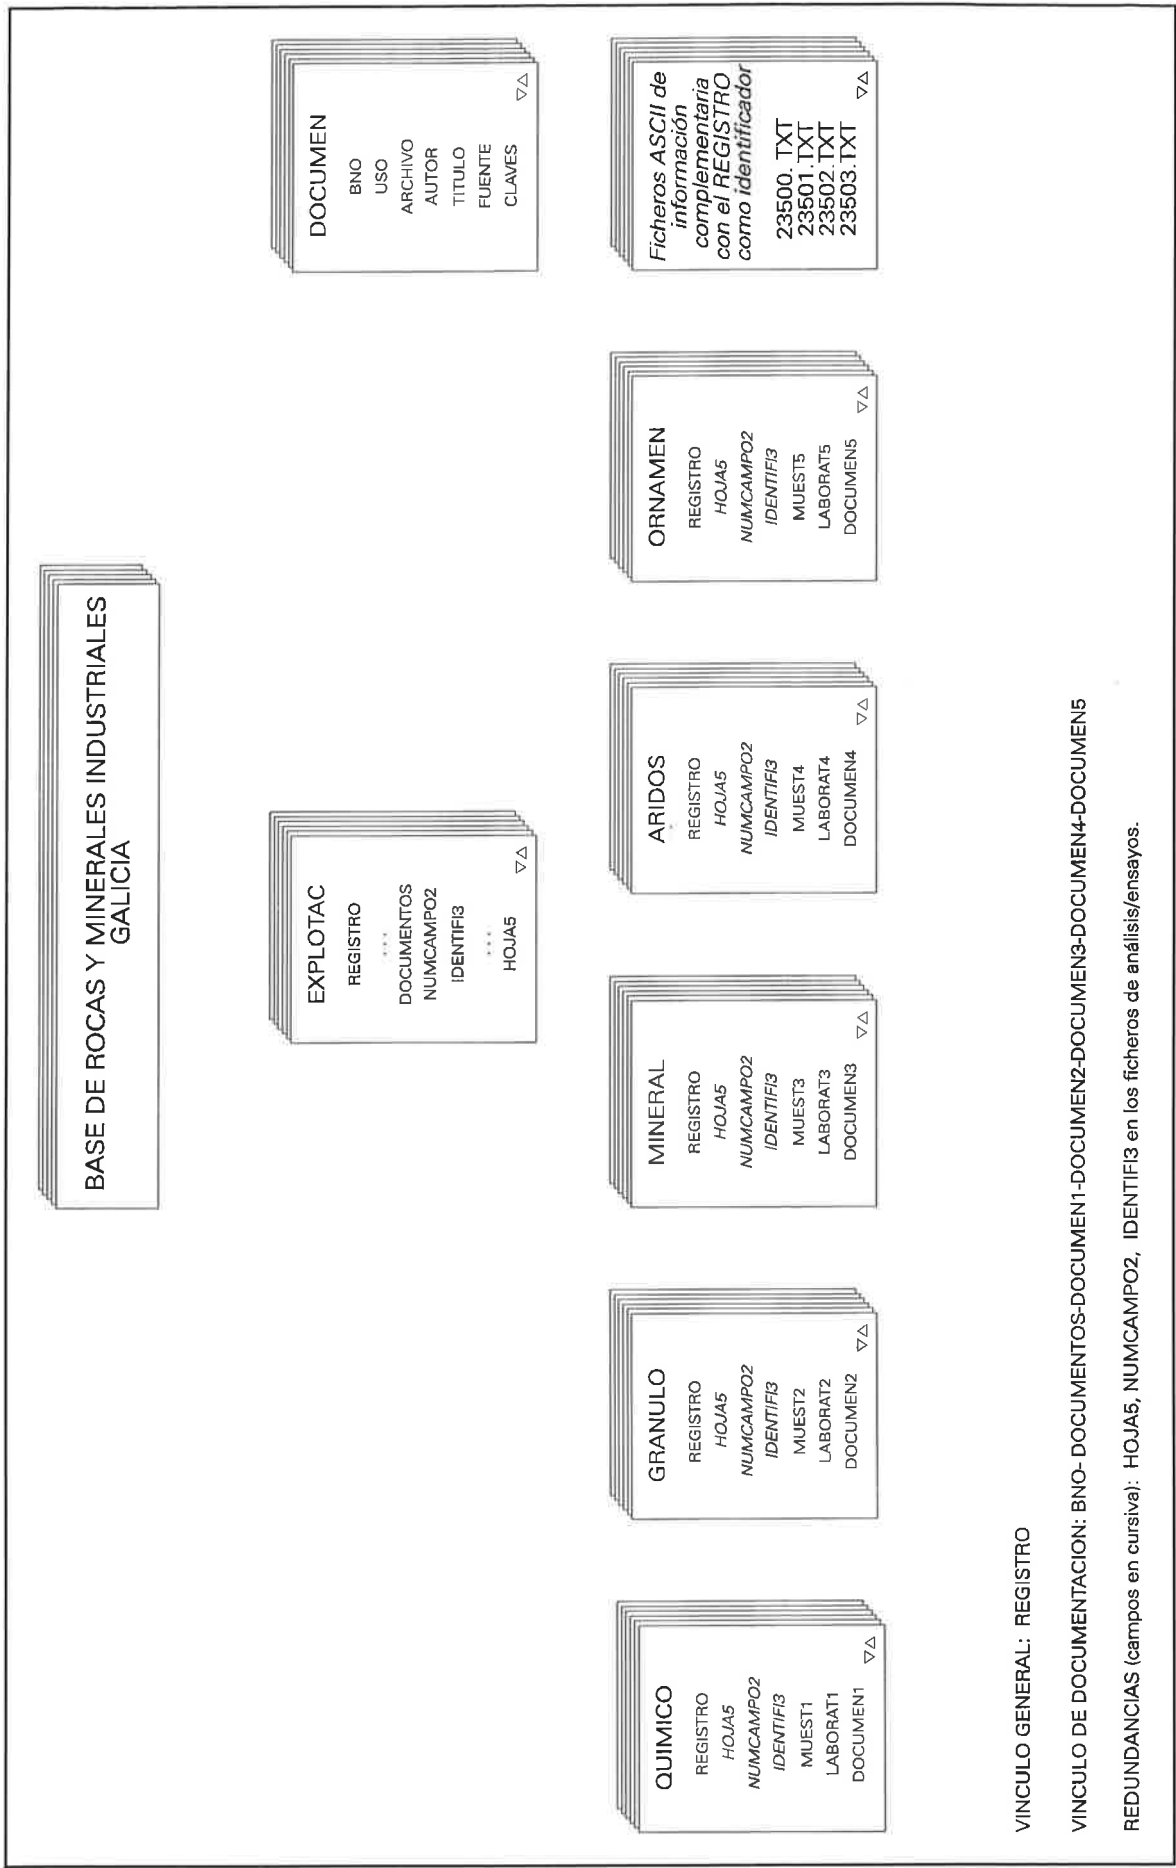 BASE DE ROCAS Y MINERALES INDUSTRIALES
GALICIA
EXPLOTAC
REGISTRO
...
DOCUMENTOS
NUMCAMPO2
IDENTIFI3
...
HOJA5
DOCUMEN
BNO
USO
ARCHIVO
AUTOR
TITULO
FUENTE
CLAVES
QUIMICO
REGISTRO
HOJA5
NUMCAMPO2
IDENTIFI3
MUEST1
LABORAT1
DOCUMEN1
GRANULO
REGISTRO
HOJA5
NUMCAMPO2
IDENTIFI3
MUEST2
LABORAT2
DOCUMEN2
MINERAL
REGISTRO
HOJA5
NUMCAMPO2
IDENTIFI3
MUEST3
LABORAT3
DOCUMEN3
ARIDOS
REGISTRO
HOJA5
NUMCAMPO2
IDENTIFI3
MUEST4
LABORAT4
DOCUMEN4
ORNAMEN
REGISTRO
HOJA5
NUMCAMPO2
IDENTIFI3
MUEST5
LABORAT5
DOCUMEN5
Ficheros ASCII de
información
complementaria
con el REGISTRO
como identificador
23500. TXT
23501.TXT
23502.TXT
23503.TXT
VINCULO GENERAL: REGISTRO
VINCULO DE DOCUMENTACION: BNO- DOCUMENTOS-DOCUMEN1-DOCUMEN2-DOCUMEN3-DOCUMEN4-DOCUMEN5
REDUNDANCIAS (campos en cursiva): HOJA5, NUMCAMPO2, IDENTIFI3 en los ficheros de análisis/ensayos.